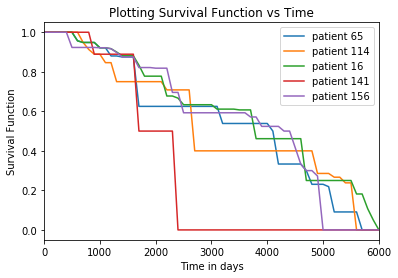 Plotting Survival Function vs Time
Survival Function
1.0
0.8
0.6
0.4
0.2
0.0
patient 65
patient 114
patient 16
patient 141
patient 156
0 1000 2000 3000 4000 5000 6000
Time in days